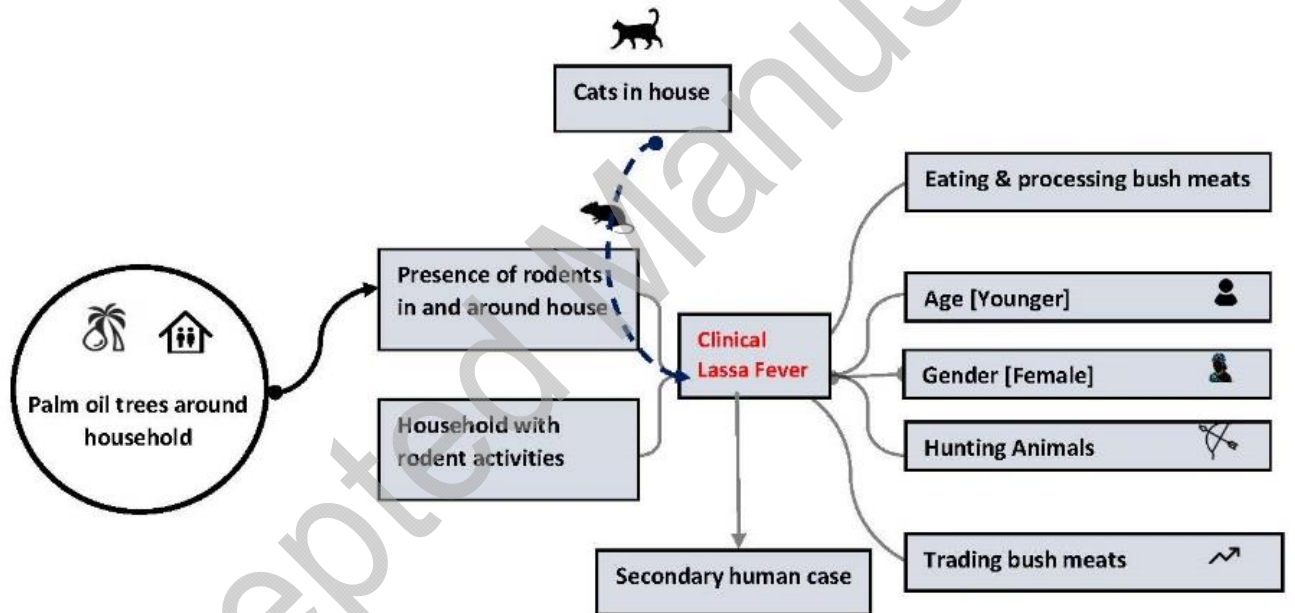 Cats in house
Eating & processing bush meats
Presence of rodents
in and around house
Age [Younger]
Clinical
Lassa Fever
Gender [Female]
Palm oil trees around
household
Household with
rodent activities
Hunting Animals
Trading bush meats
Secondary human case